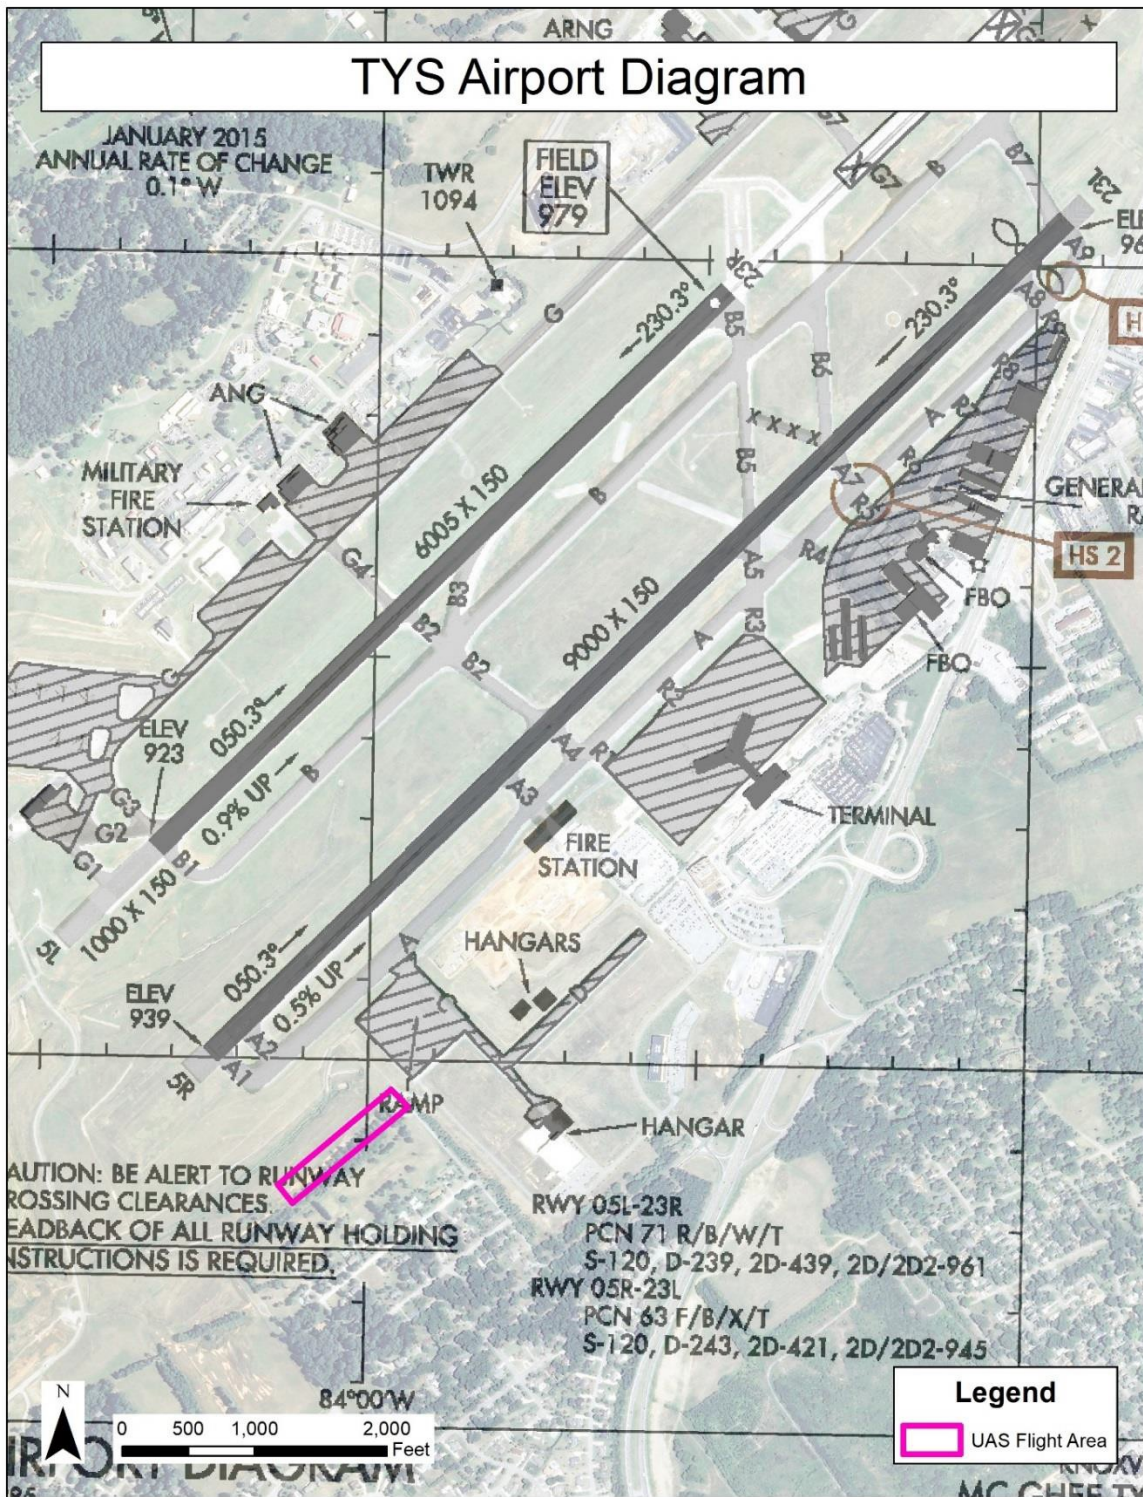 ARNG
G
TYS Airport Diagram
JANUARY 2015
ANNUAL RATE OF CHANGE
0.1° W
TWR
1094
FIELD
ELEV
979
G7
X G7
B
B7
23L
A9
23R
G
230.3°
B5
230.3°
A8
HS 2
B6
ANG
A
R6
X X X X
MILITARY
FIRE
STATION
6005 X 150
B
B5
A7
R5
GENERAL
G4
B3
A5
R4
FBO
B2
9000 X 150
A
R3
FBO
B2
R2
G
050.3°
ELEV
923
A4
R1
0.9% UP
B
A3
G3
G2
G1
B1
TERMINAL
FIRE
STATION
1000 X 150
5L
050.3°
0.5% UP
A
HANGARS
C
D
ELEV
939
A2
A1
5R
RAMP
HANGAR
AUTION: BE ALERT TO RUNWAY
ROSSING CLEARANCES.
EADBACK OF ALL RUNWAY HOLDING
NSTRUCTIONS IS REQUIRED.
RWY 05L-23R
PCN 71 R/B/W/T
S-120, D-239, 2D-439, 2D/2D2-961
RWY 05R-23L
PCN 63 F/B/X/T
S-120, D-243, 2D-421, 2D/2D2-945
84°00'W
N
0 500 1,000 2,000
Feet
Legend
UAS Flight Area
IRPORT DIAGRAM
MC GHEE TY